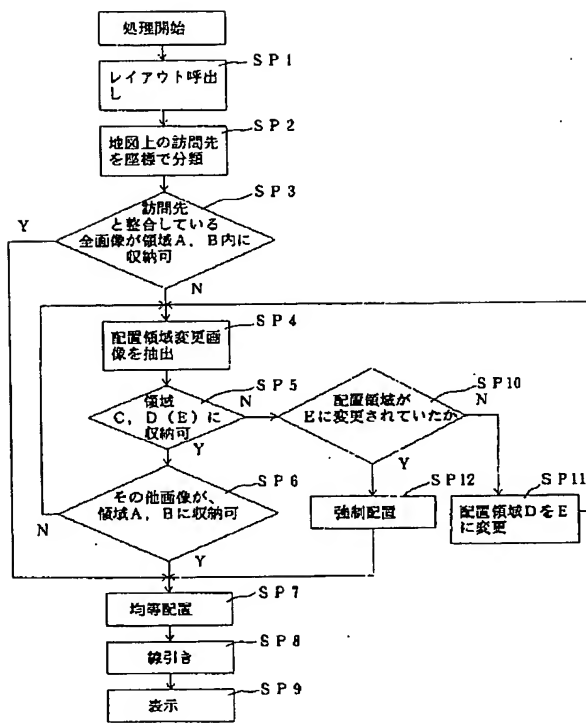 処理開始
SP1
レイアウト呼出
し
SP2
地図上の訪問先
を座標で分類
SP3
訪問先
と整合している
全画像が領域A，B内に
収納可
Y
N
SP4
配置領域変更画
像を抽出
SP5
領域
C，D（E）に
収納可
N
Y
SP10
配置領域が
Eに変更されていたか
N
Y
SP6
その他画像が、
領域A，Bに収納可
N
Y
SP12
強制配置
SP11
配置領域DをE
に変更
SP7
均等配置
SP8
線引き
SP9
表示